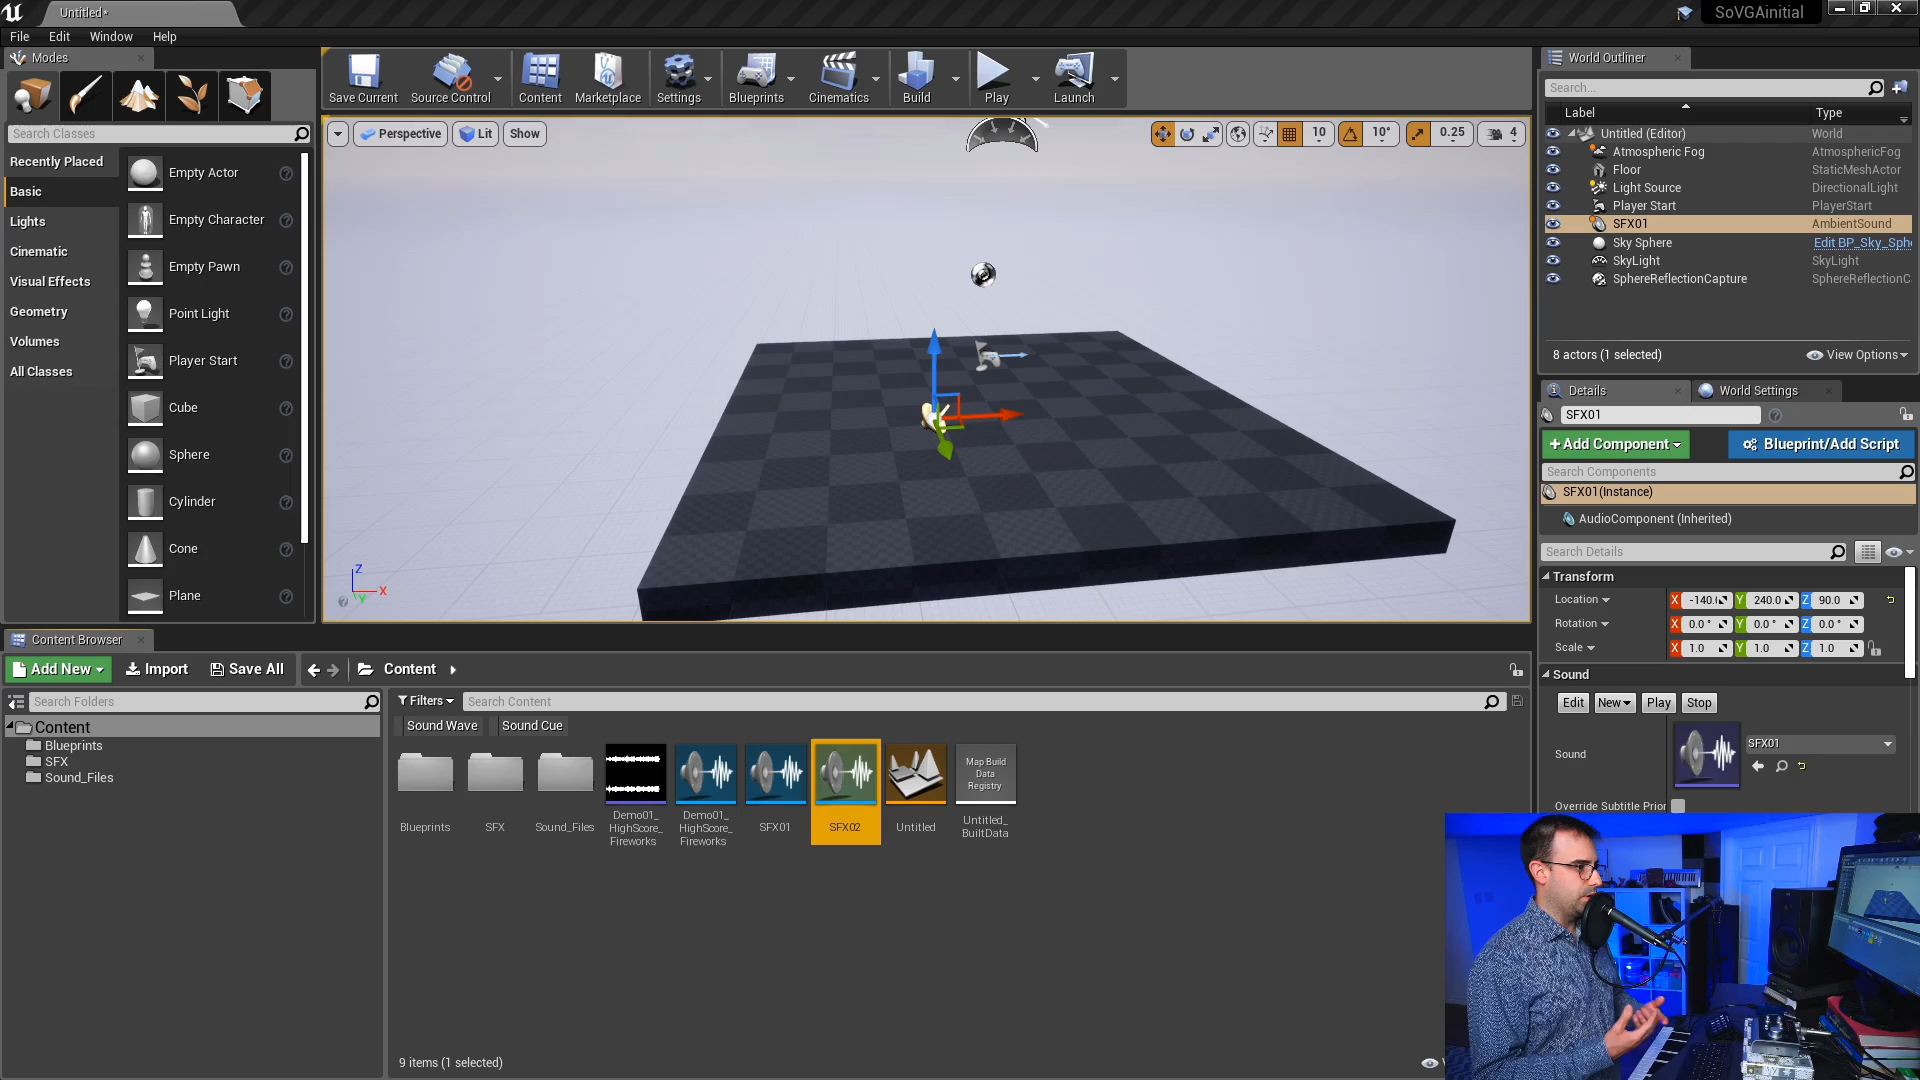 Untitled*
SoVGAinitial
File Edit Window Help
Modes
Search Classes
Recently Placed
Basic
Lights
Cinematic
Visual Effects
Geometry
Volumes
All Classes
Empty Actor
Empty Character
Empty Pawn
Point Light
Player Start
Cube
Sphere
Cylinder
Cone
Plane
Save Current Source Control Content Marketplace Settings Blueprints Cinematics Build Play Launch
Perspective Lit Show
10 10° 0.25 4
Z
X
Y
World Outliner
Search...
Label Type
Untitled (Editor) World
Atmospheric Fog AtmosphericFog
Floor StaticMeshActor
Light Source DirectionalLight
Player Start PlayerStart
SFX01 AmbientSound
Sky Sphere Edit BP_Sky_Sphe
SkyLight SkyLight
SphereReflectionCapture SphereReflectionC
8 actors (1 selected) View Options
Details World Settings
SFX01
+Add Component Blueprint/Add Script
Search Components
SFX01(Instance)
AudioComponent (Inherited)
Search Details
Transform
Location X -140.( Y 240.0 Z 90.0
Rotation X 0.0 ° Y 0.0 ° Z 0.0 °
Scale X 1.0 Y 1.0 Z 1.0
Sound
Edit New Play Stop
Sound SFX01
Override Subtitle Prior
Content Browser
Add New Import Save All Content
Search Folders
Content
Blueprints
SFX
Sound_Files
Filters Search Content
Sound Wave Sound Cue
Map Build
Data
Registry
Blueprints
SFX
Sound_Files
Demo01_
HighScore_
Fireworks
Demo01_
HighScore_
Fireworks
SFX01
SFX02
Untitled
Untitled_
BuiltData
9 items (1 selected)